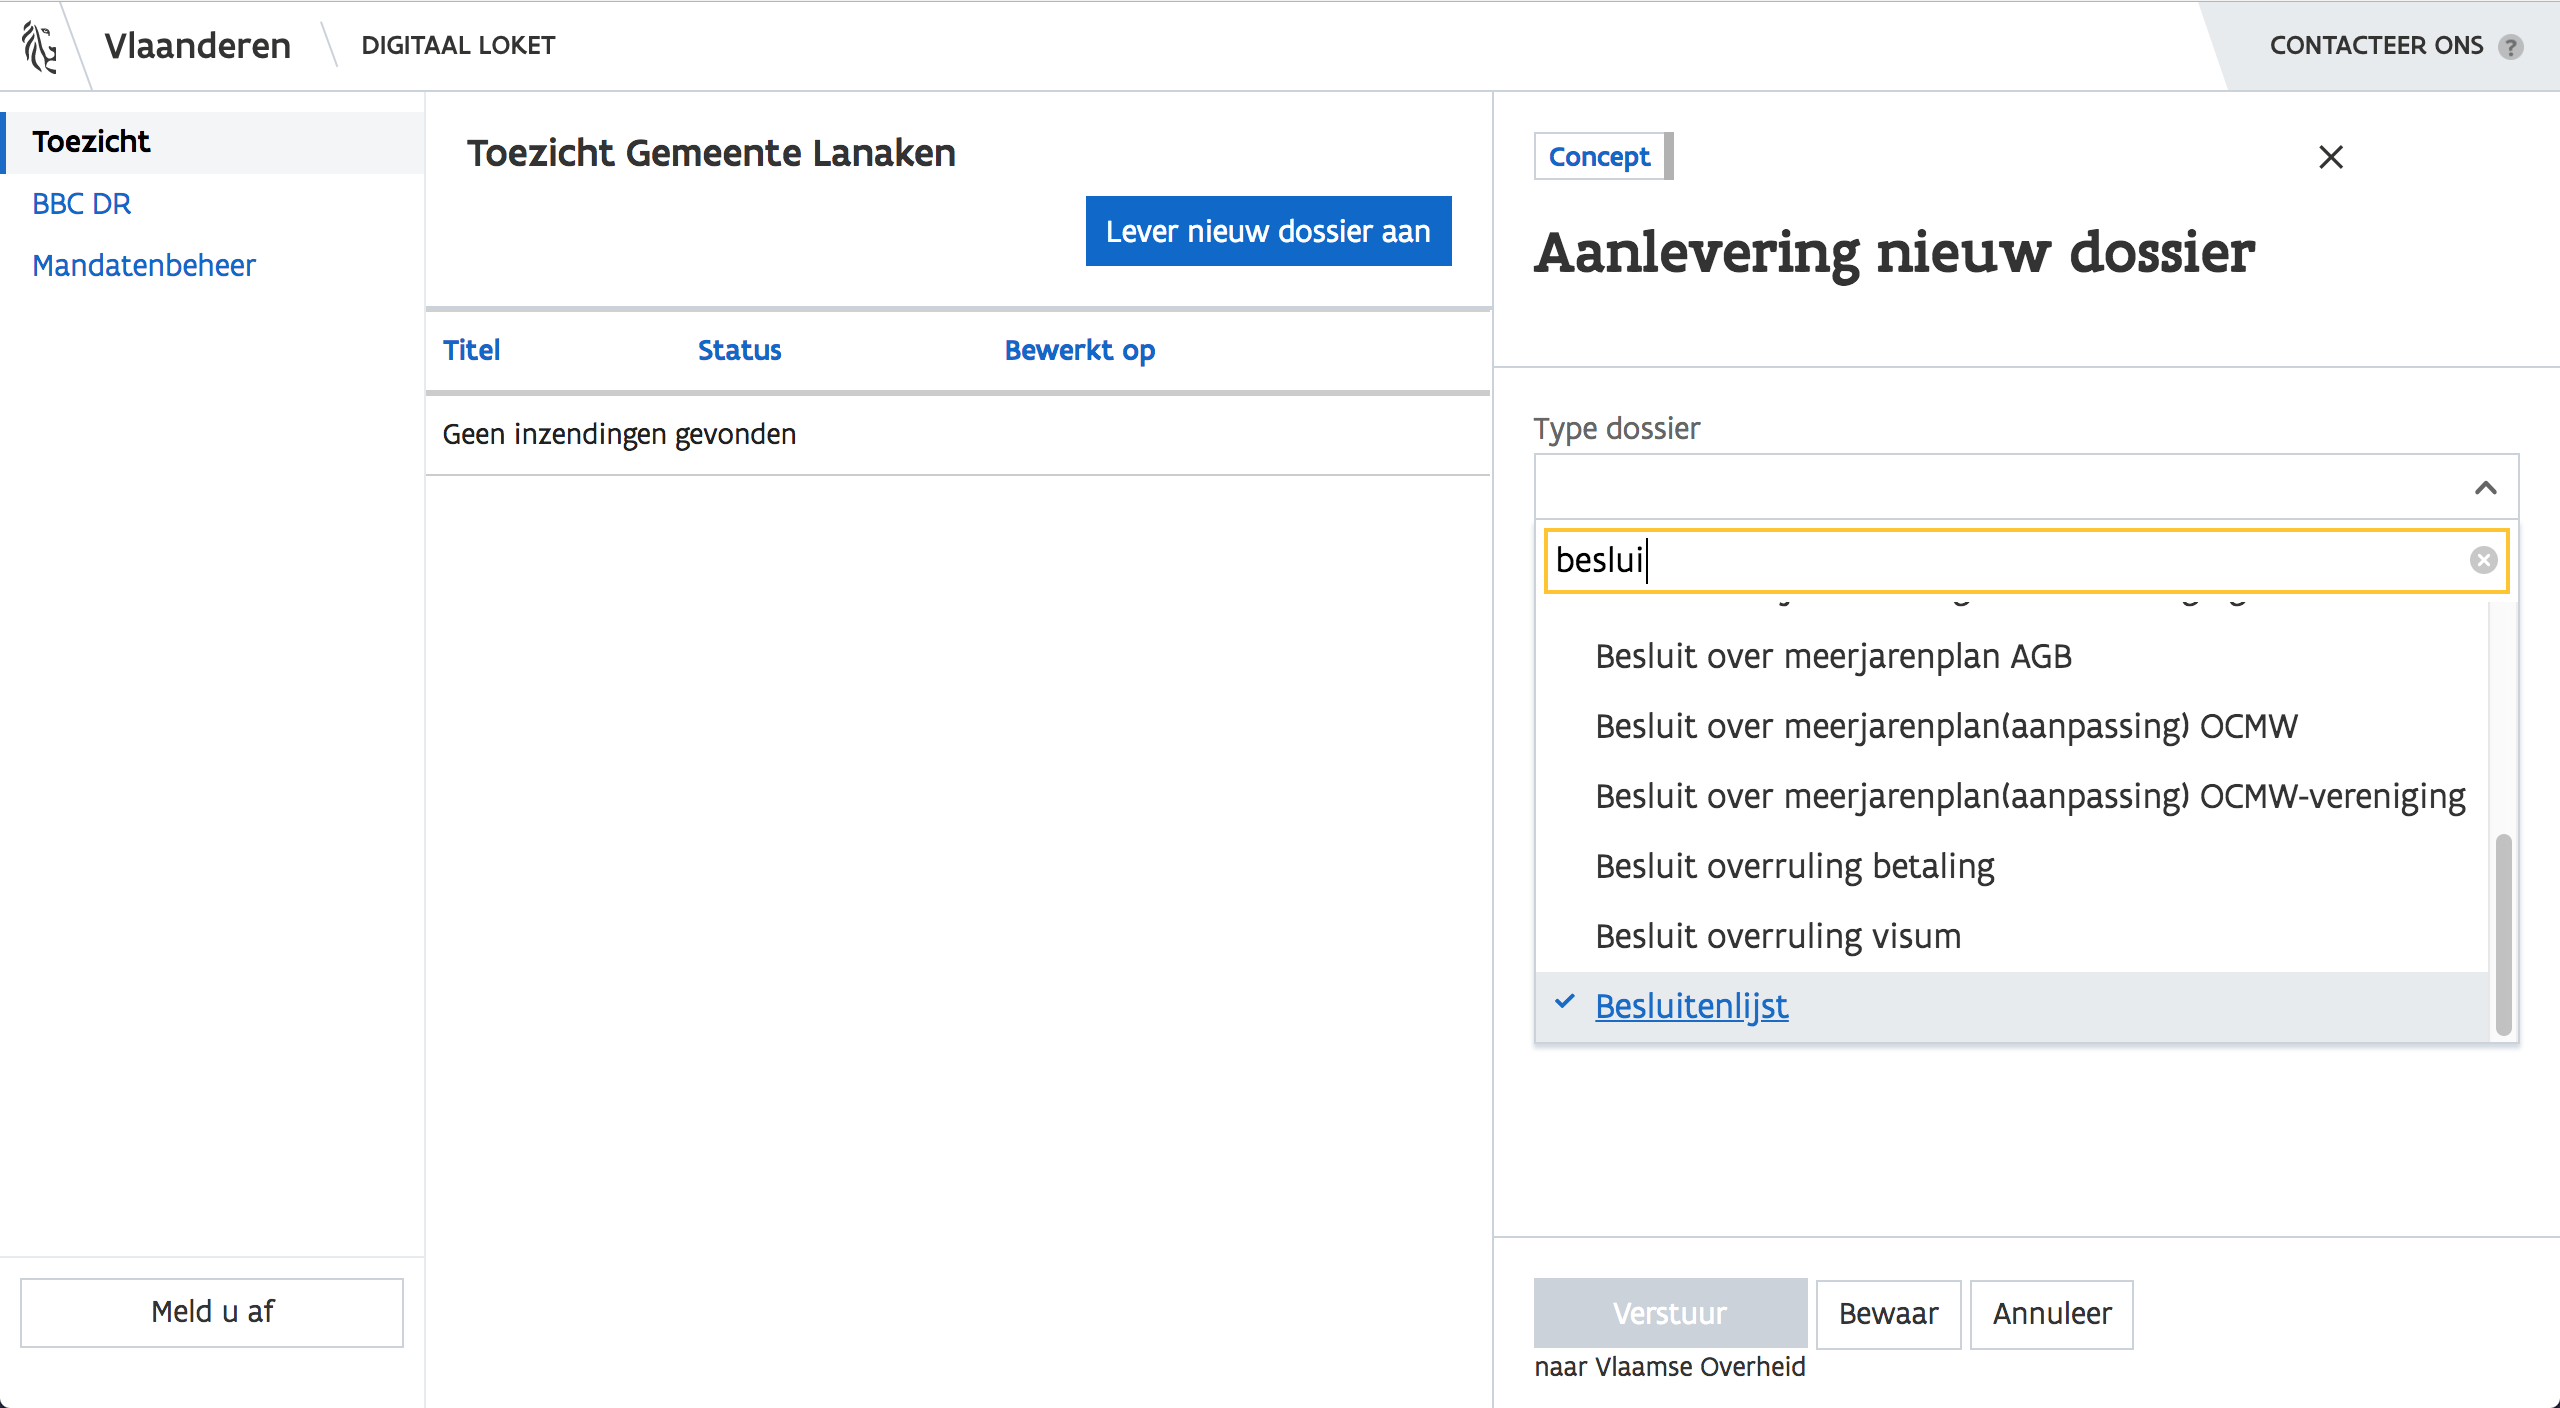 Vlaanderen
DIGITAAL LOKET
CONTACTEER ONS ?
Toezicht
BBC DR
Mandatenbeheer
Meld u af
Toezicht Gemeente Lanaken
Lever nieuw dossier aan
Titel Status Bewerkt op
Geen inzendingen gevonden
Concept
Aanlevering nieuw dossier
Type dossier
beslui
Besluit over meerjarenplan AGB
Besluit over meerjarenplan(aanpassing) OCMW
Besluit over meerjarenplan(aanpassing) OCMW-vereniging
Besluit overruling betaling
Besluit overruling visum
Besluitenlijst
Verstuur Bewaar Annuleer
naar Vlaamse Overheid